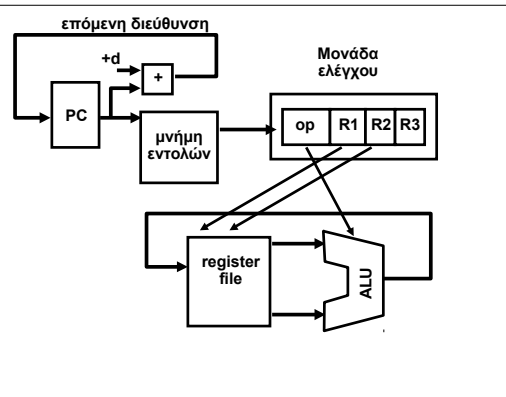 επόμενη διεύθυνση
+d
+
PC
μνήμη
εντολών
Μονάδα
ελέγχου
op R1 R2 R3
register
file
ALU